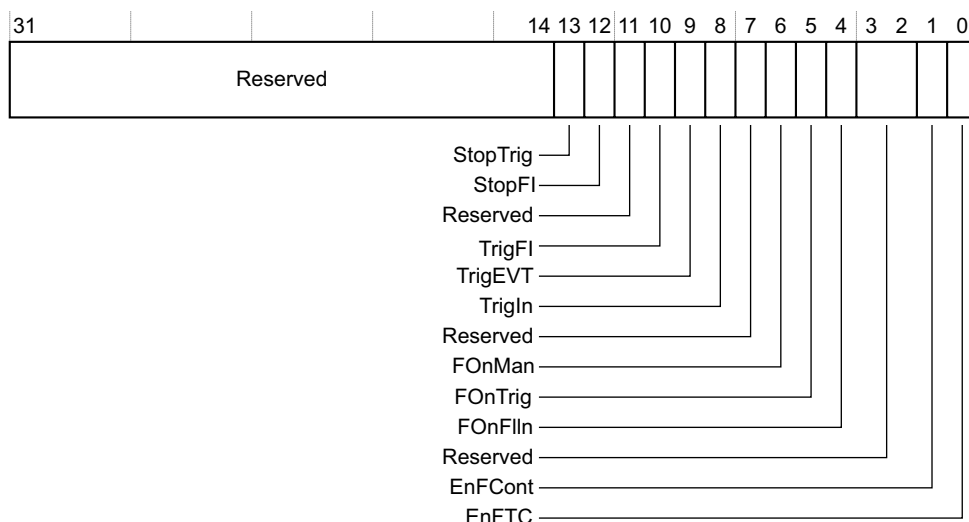 31 14 13 12 11 10 9 8 7 6 5 4 3 2 1 0
Reserved
StopTrig
StopFl
Reserved
TrigFl
TrigEVT
TrigIn
Reserved
FOnMan
FOnTrig
FOnFlIn
Reserved
EnFCont
EnFTC